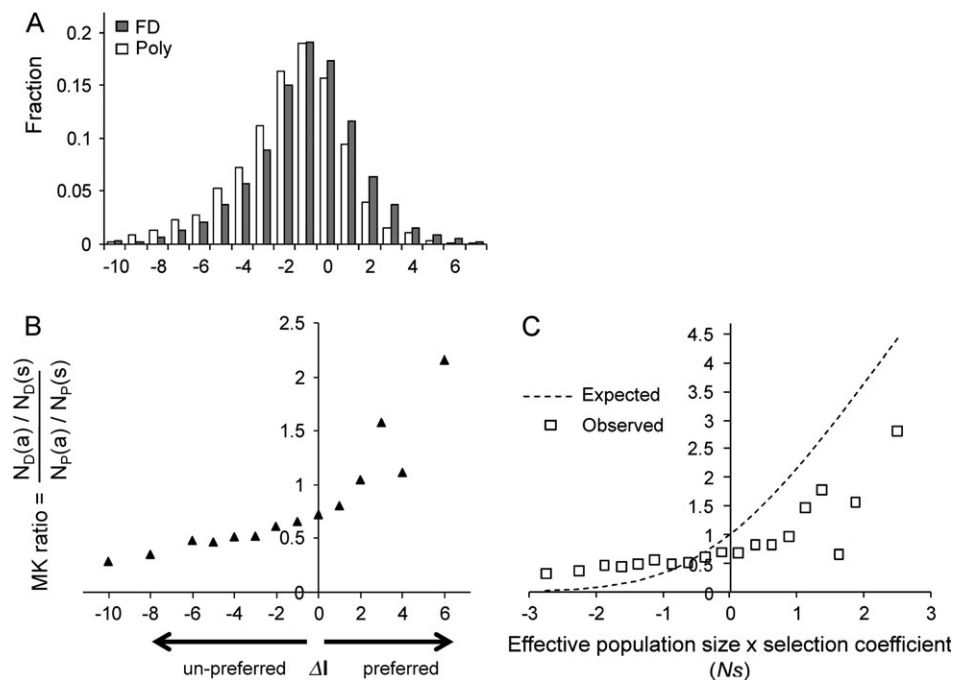 A
FD
Poly
Fraction
0.2
0.15
0.1
0.05
0
-10 -8 -6 -4 -2 0 2 4 6
B
MK ratio = N_D(a) / N_D(s)
N_P(a) / N_P(s)
2.5
2
1.5
1
0.5
0
-10 -8 -6 -4 -2 0 2 4 6
un-preferred ΔI preferred
C
Expected
Observed
4.5
4
3.5
3
2.5
2
1.5
1
0.5
0
-3 -2 -1 0 1 2 3
Effective population size x selection coefficient
(Ns)